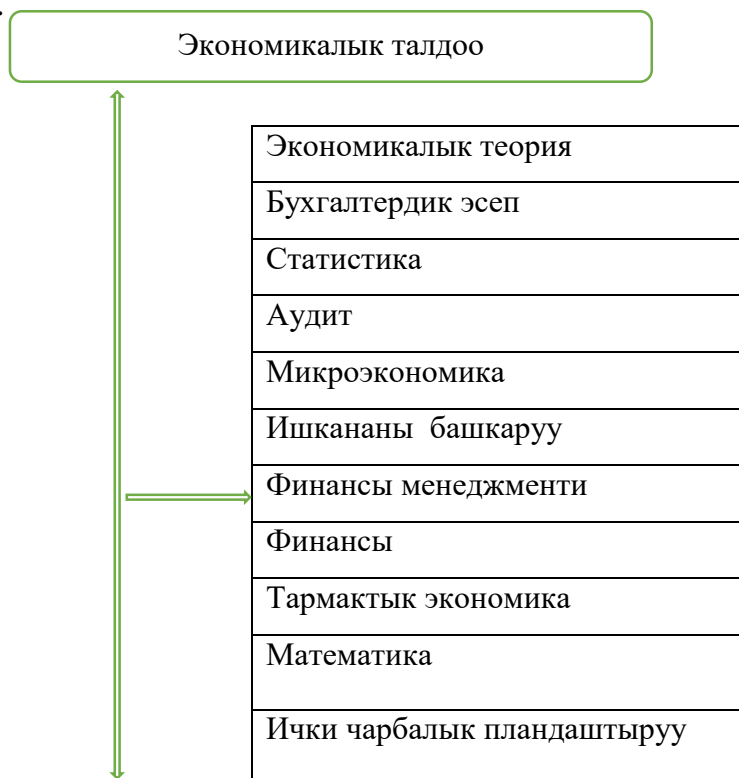 Экономикалык талдоо
Экономикалык теория
Бухгалтердик эсеп
Статистика
Аудит
Микроэкономика
Ишкананы башкаруу
Финансы менеджменти
Финансы
Тармактык экономика
Математика
Ички чарбалык пландаштыруу